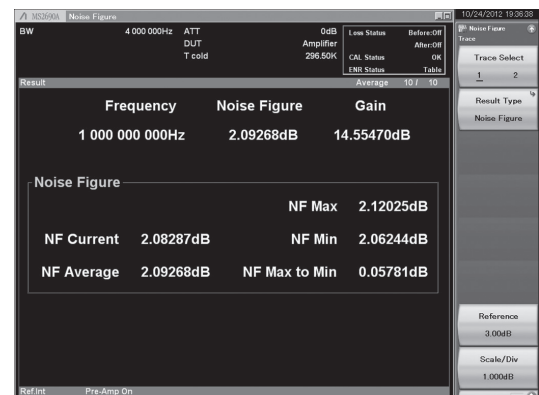 MS2690A Noise Figure
10/24/2012 19:36:38
BW 4 000 000Hz ATT 0dB
DUT Amplifier
T cold 296.50K
Loss Status Before:Off
After:Off
CAL Status OK
ENR Status Table
Result Average 10 / 10
Frequency Noise Figure Gain
1 000 000 000Hz 2.09268dB 14.55470dB
Noise Figure
NF Max 2.12025dB
NF Current 2.08287dB NF Min 2.06244dB
NF Average 2.09268dB NF Max to Min 0.05781dB
Ref.Int Pre-Amp On
Noise Figure
Trace
Trace Select
1 2
Result Type
Noise Figure
Reference
3.00dB
Scale/Div
1.000dB